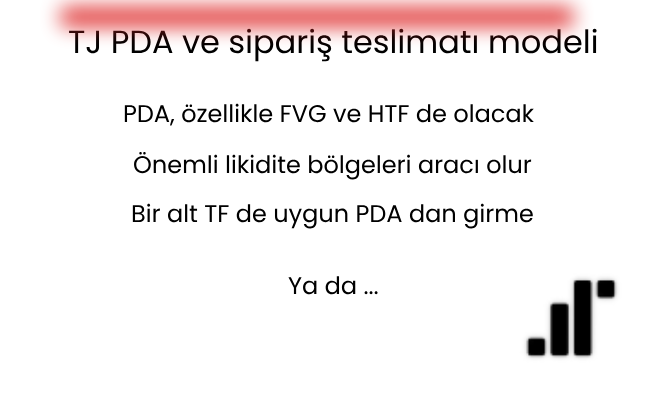 TJ PDA ve sipariş teslimatı modeli
PDA, özellikle FVG ve HTF de olacak
Önemli likidite bölgeleri aracı olur
Bir alt TF de uygun PDA dan girme
Ya da ...